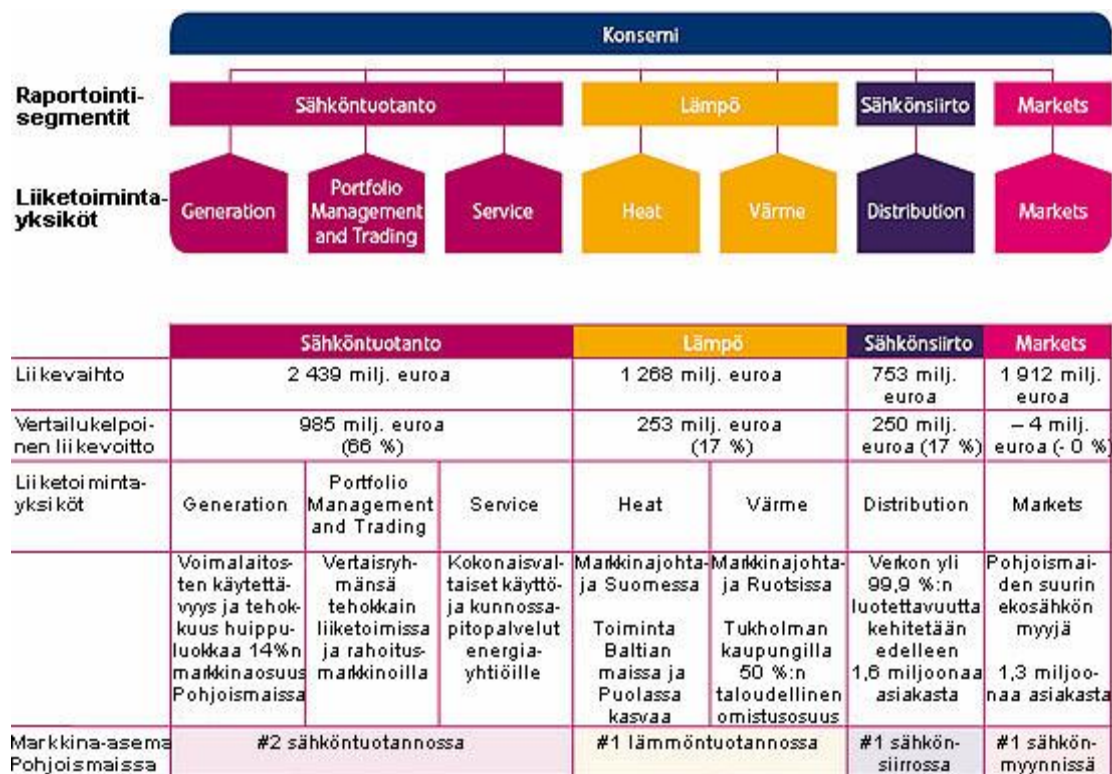 Konserni
Raportointi-
segmentit
Sähköntuotanto
Lämpö
Sähkönsiirto
Markets
Liiketoiminta-
yksiköt
Generation
Portfolio
Management
and Trading
Service
Heat
Värme
Distribution
Markets
Sähköntuotanto
Lämpö
Sähkönsiirto
Markets
Liikevaihto
2 439 milj. euroa
1 268 milj. euroa
753 milj.
euroa
1 912 milj.
euroa
Vertailukelpoi-
nen liikevoitto
985 milj. euroa
(66 %)
253 milj. euroa
(17 %)
250 milj.
euroa (17 %)
– 4 milj.
euroa (- 0 %)
Liiketoiminta-
yksiköt
Generation
Portfolio
Management
and Trading
Service
Heat
Värme
Distribution
Markets
Voimalaitos-
ten käytettä-
vyys ja tehok-
kuus huippu-
luokkaa 14%n
markkinaosuus
Pohjoismaissa
Vertaisryh-
mänsä
tehokkain
liiketoimissa
ja rahoitus-
markkinoilla
Kokonaisval-
taiset käyttö-
ja kunnossa-
pitopalvelut
energia-
yhtiöille
Markkinajohta-
ja Suomessa
Toiminta
Baltian
maissa ja
Puolassa
kasvaa
Markkinajohta-
ja Ruotsissa
Tukholman
kaupungilla
50 %:n
taloudellinen
omistusosuus
Verkon yli
99,9 %:n
luotettavuutta
kehitetään
edelleen
1,6 miljoonaa
asiakasta
Pohjoismai-
den suurin
ekosähkön
myyjä
1,3 miljoo-
naa asiakasta
Markkina-asema
Pohjoismaissa
#2 sähköntuotannossa
#1 lämmöntuotannossa
#1 sähkön-
siirrossa
#1 sähkön-
myynnissä